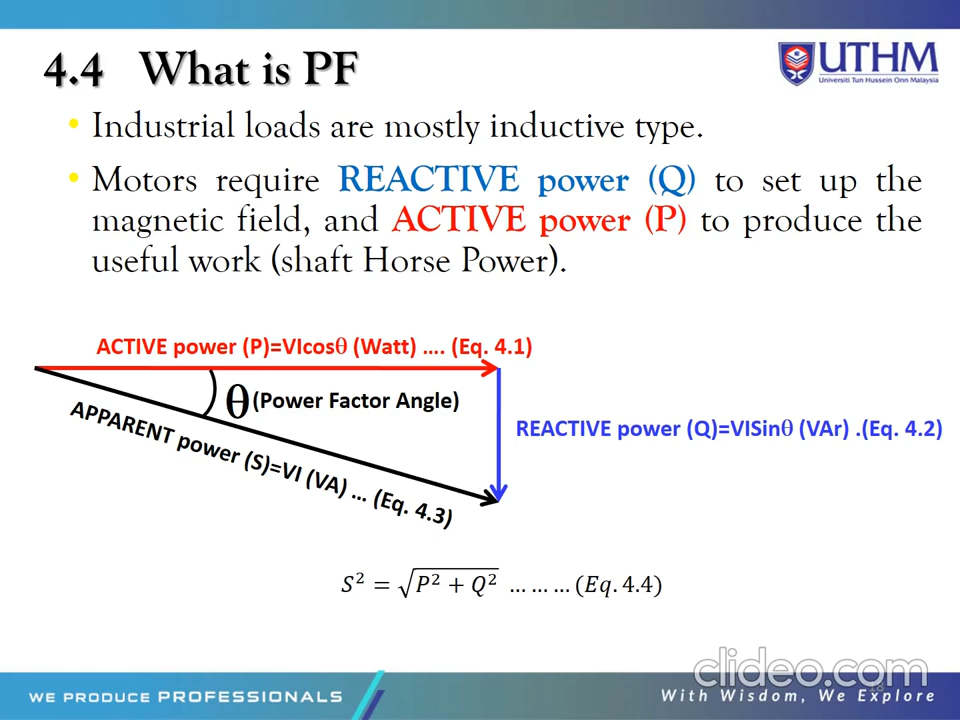 4.4 What is PF
UTHM
Universiti Tun Hussein Onn Malaysia
• Industrial loads are mostly inductive type.
• Motors require REACTIVE power (Q) to set up the
magnetic field, and ACTIVE power (P) to produce the
useful work (shaft Horse Power).
ACTIVE power (P)=VIcosθ (Watt) .... (Eq. 4.1)
θ (Power Factor Angle)
APPARENT power (S)=VI (VA) ... (Eq. 4.3)
REACTIVE power (Q)=VISinθ (VAr) .(Eq. 4.2)
S² = √(P² + Q²) ... ... ... (Eq. 4.4)
clideo.com
18
WE PRODUCE PROFESSIONALS
With Wisdom, We Explore